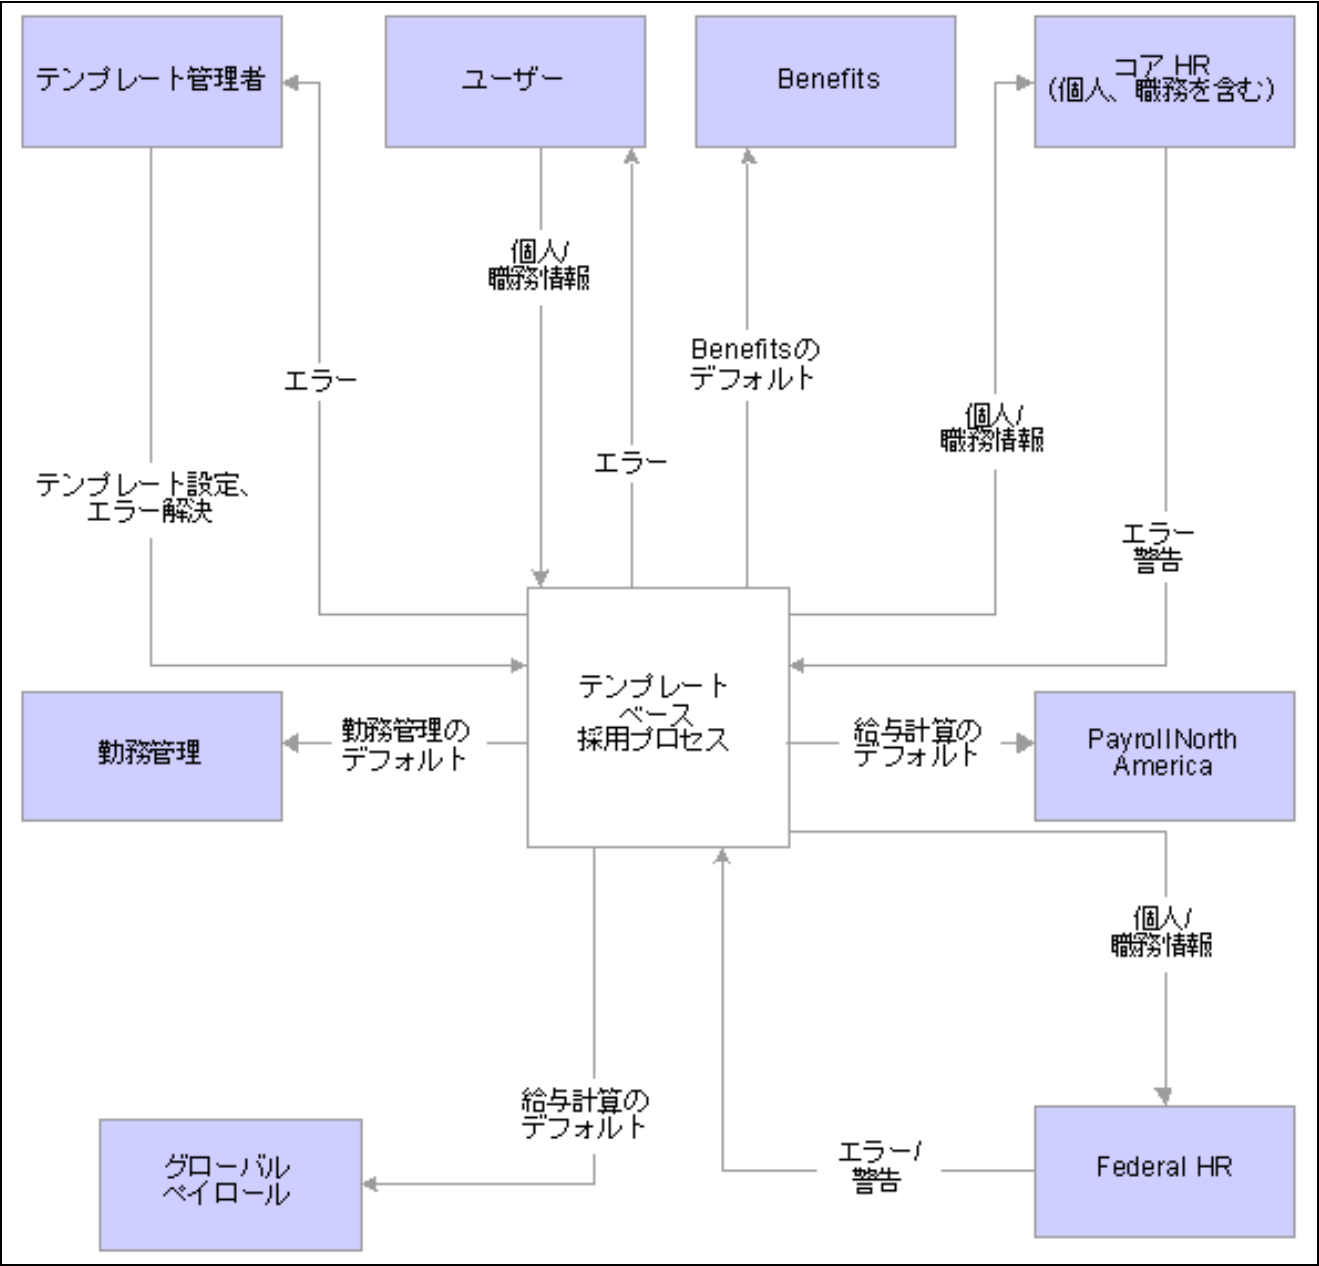 テンプレート管理者
ユーザー
Benefits
コア HR
(個人、職務を含む)
個人/
職務情報
Benefitsの
デフォルト
エラー
個人/
職務情報
エラー
テンプレート設定、
エラー解決
エラー
警告
テンプレート
ベース
採用プロセス
勤務管理
勤務管理の
デフォルト
給与計算の
デフォルト
PayrollNorth
America
個人/
職務情報
給与計算の
デフォルト
グローバル
ペイロール
エラー/
警告
Federal HR